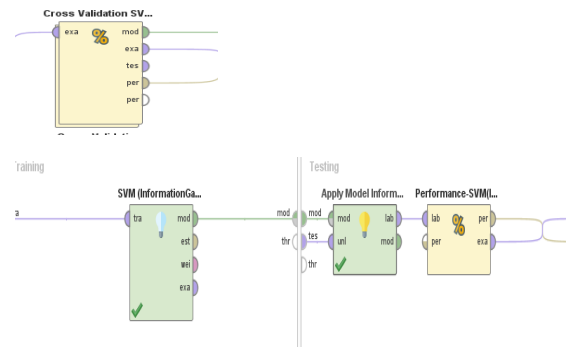 Cross Validation SV...
exa mod
exa
tes
per
per
raining
Testing
SVM (InformationGa...
Apply Model Inform...
Performance-SVM(I...
a
tra mod
est
wei
exa
mod mod
thr tes
thr
mod lab
unl mod
lab per
per exa